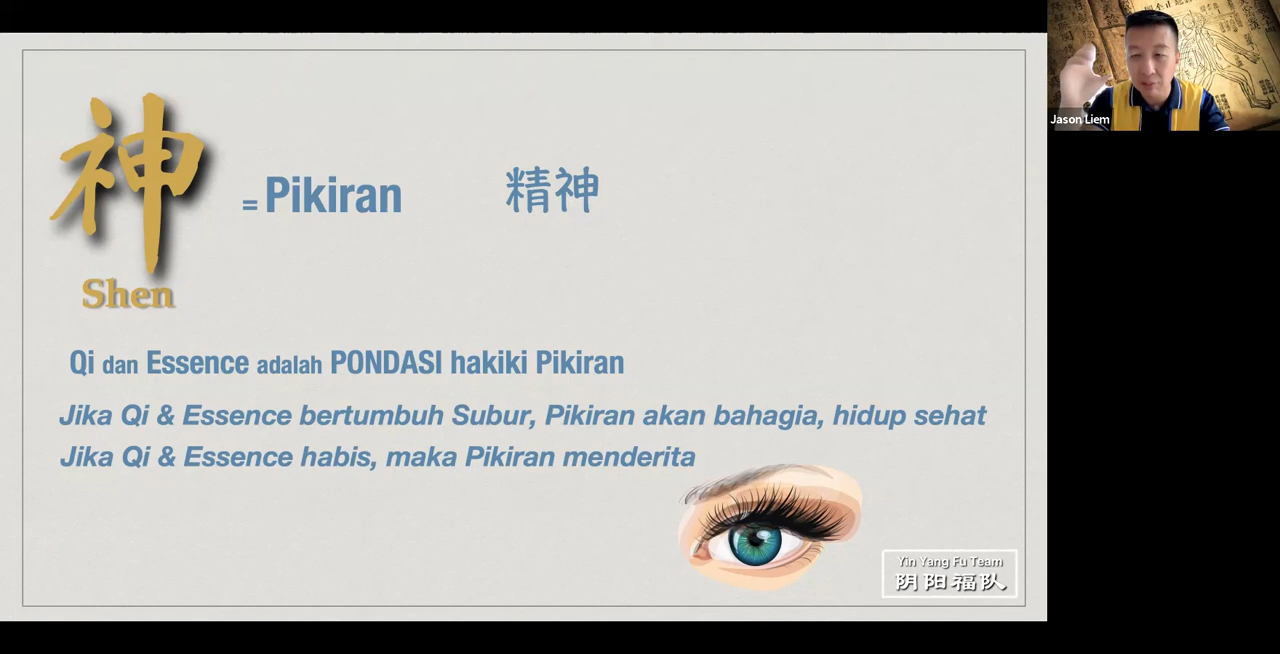 神
Shen
= Pikiran
精神
Qi dan Essence adalah PONDASI hakiki Pikiran
Jika Qi & Essence bertumbuh Subur, Pikiran akan bahagia, hidup sehat
Jika Qi & Essence habis, maka Pikiran menderita
Yin Yang Fu Team
阴阳福队
Jason Liem